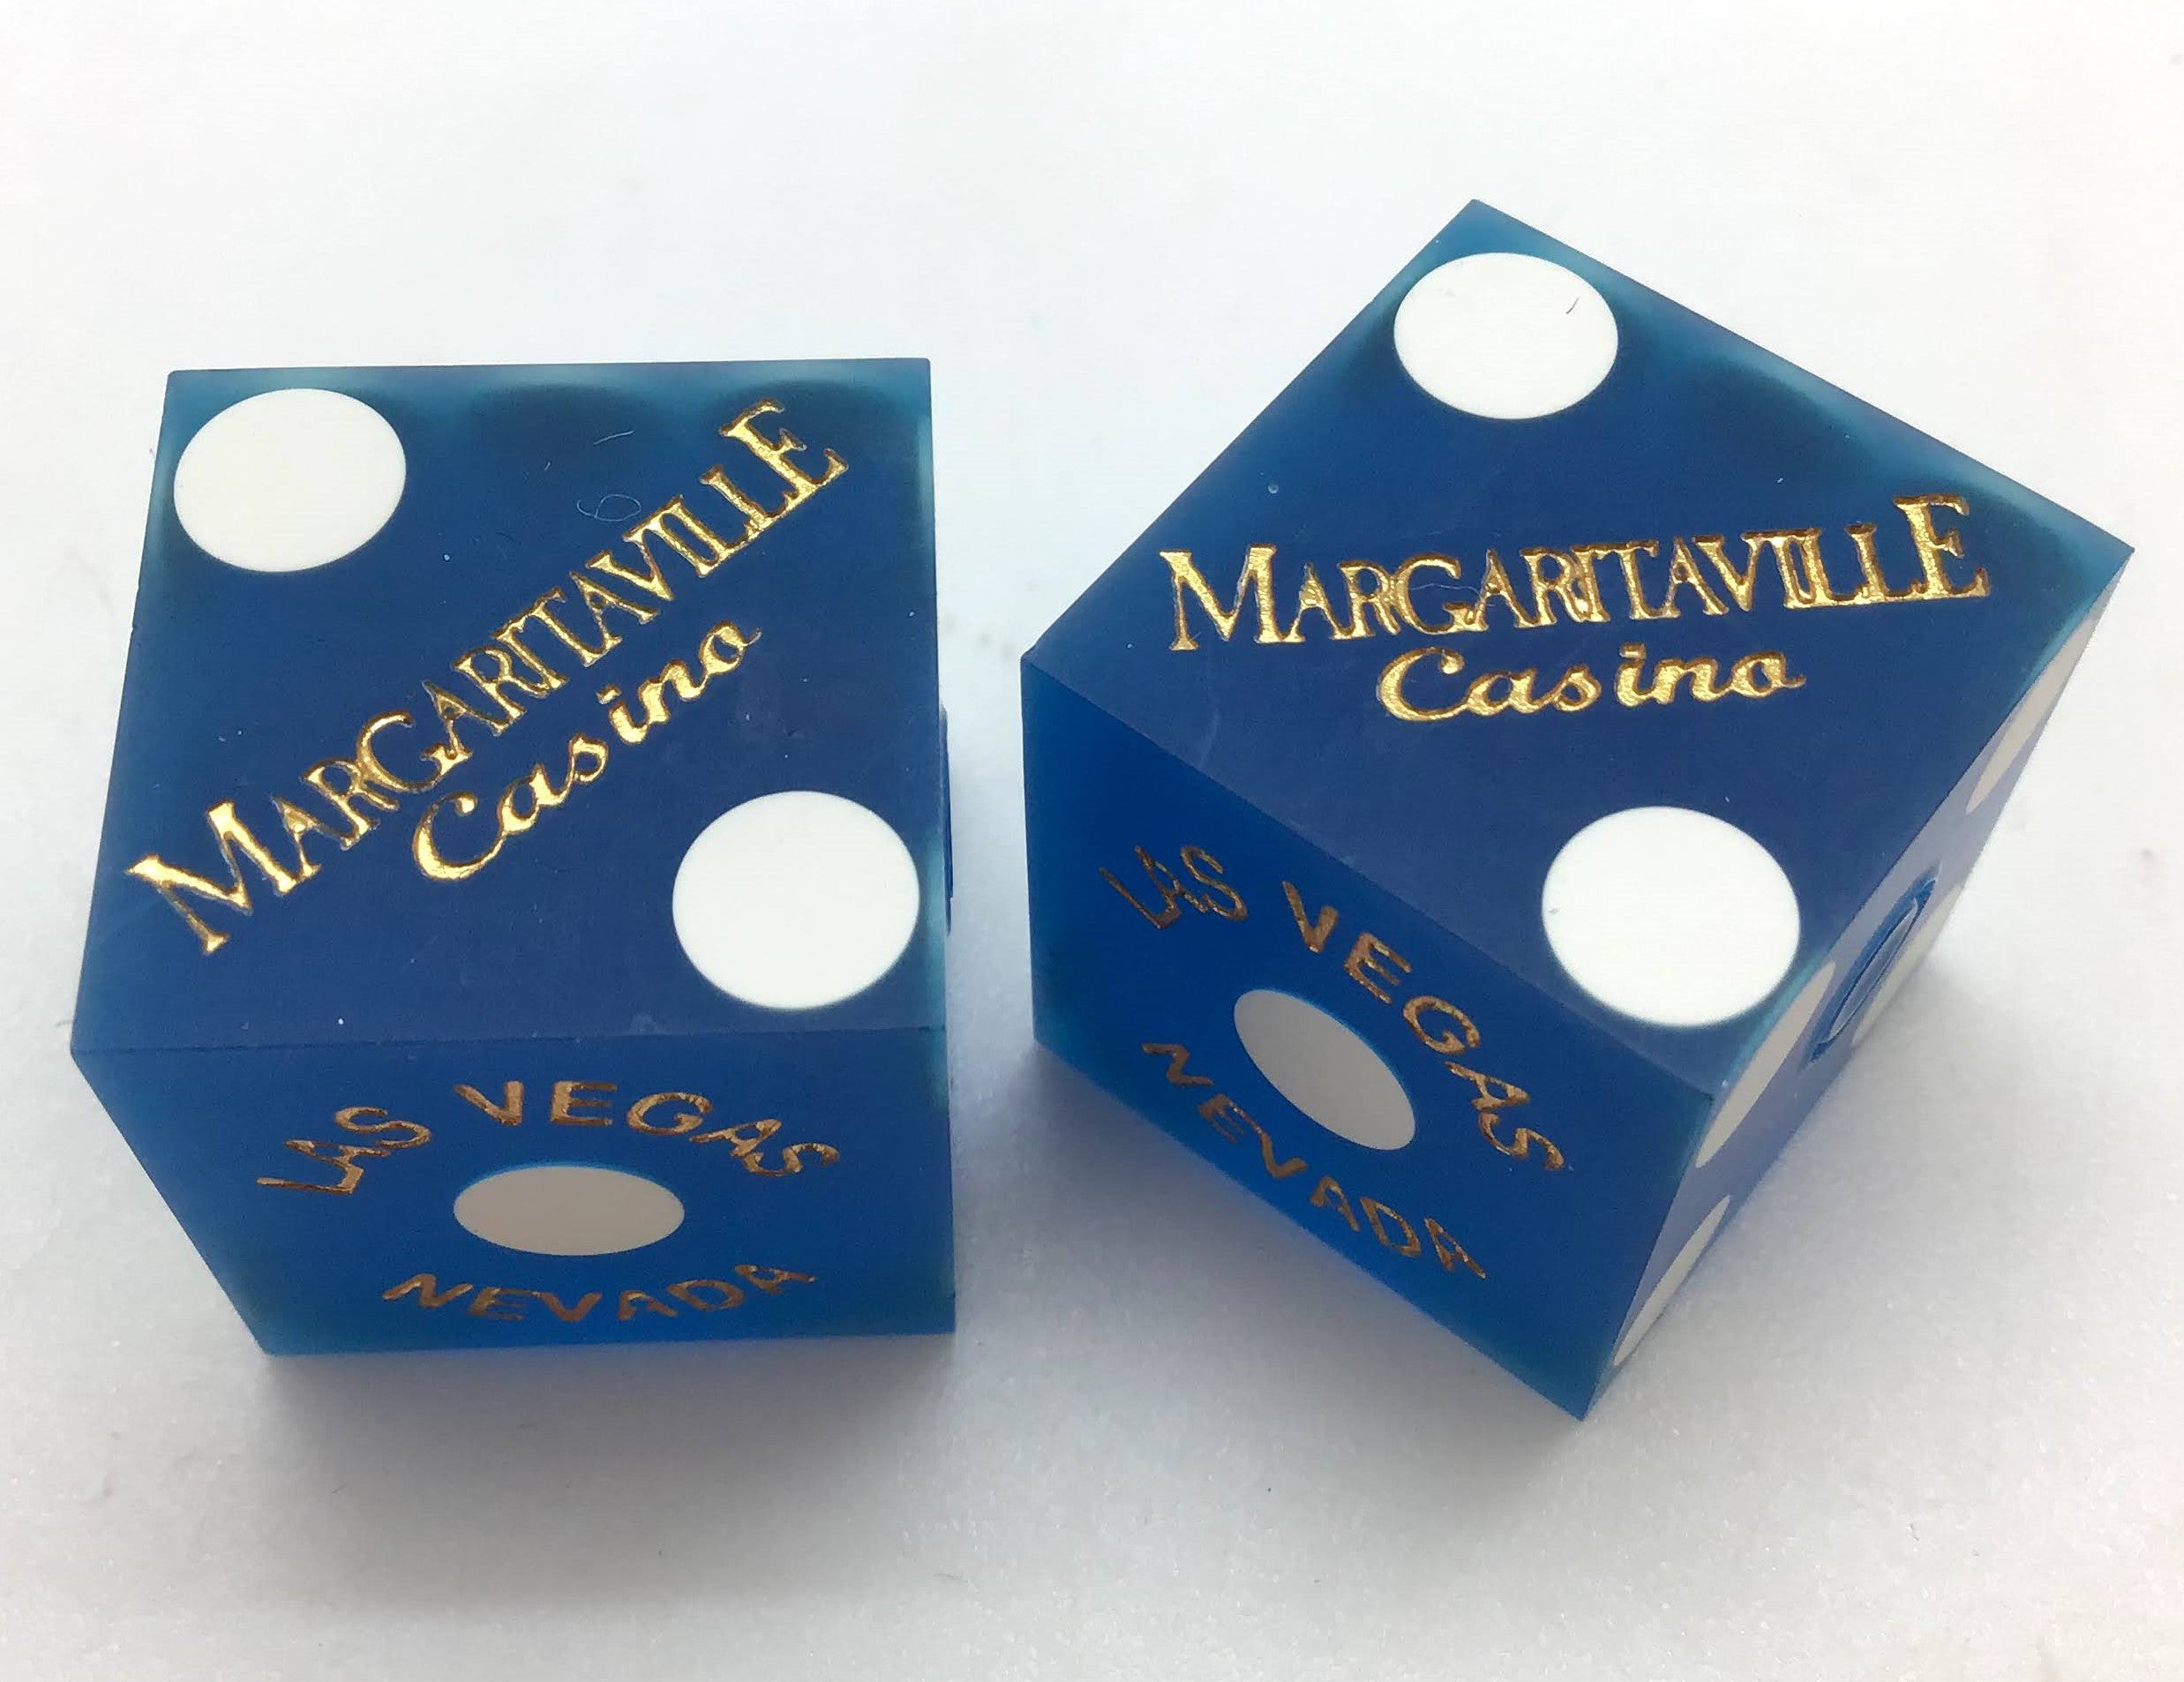 MARGARITAVILLE
Casino
LAS VEGAS
NEVADA
MARGARITAVILLE
Casino
LAS VEGAS
NEVADA